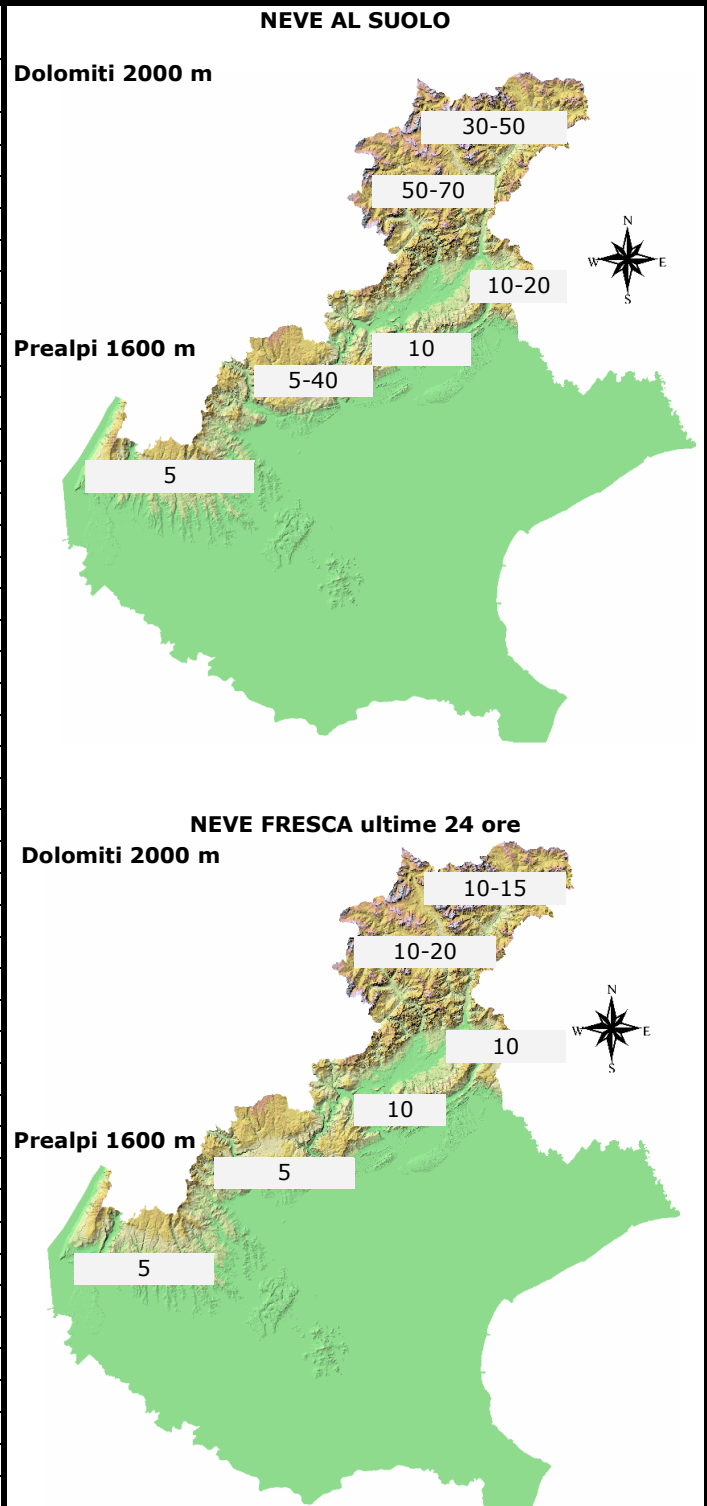 NEVE AL SUOLO
Dolomiti 2000 m
30-50
50-70
N
W E
S
10-20
Prealpi 1600 m
10
5-40
5
NEVE FRESCA ultime 24 ore
Dolomiti 2000 m
10-15
10-20
N
W E
S
10
10
Prealpi 1600 m
5
5